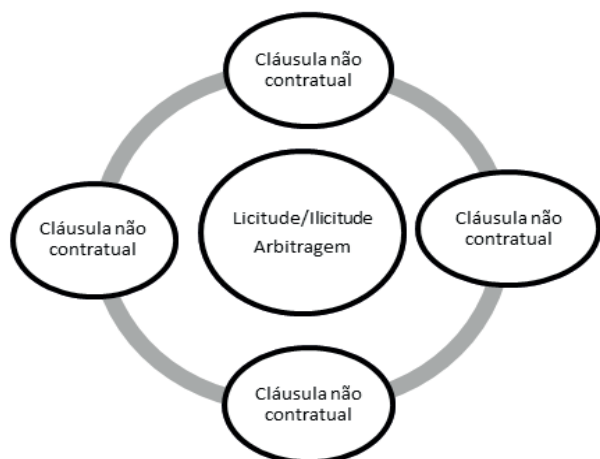 Cláusula não
contratual
Cláusula não
contratual
Licitude/Ilicitude
Arbitragem
Cláusula não
contratual
Cláusula não
contratual